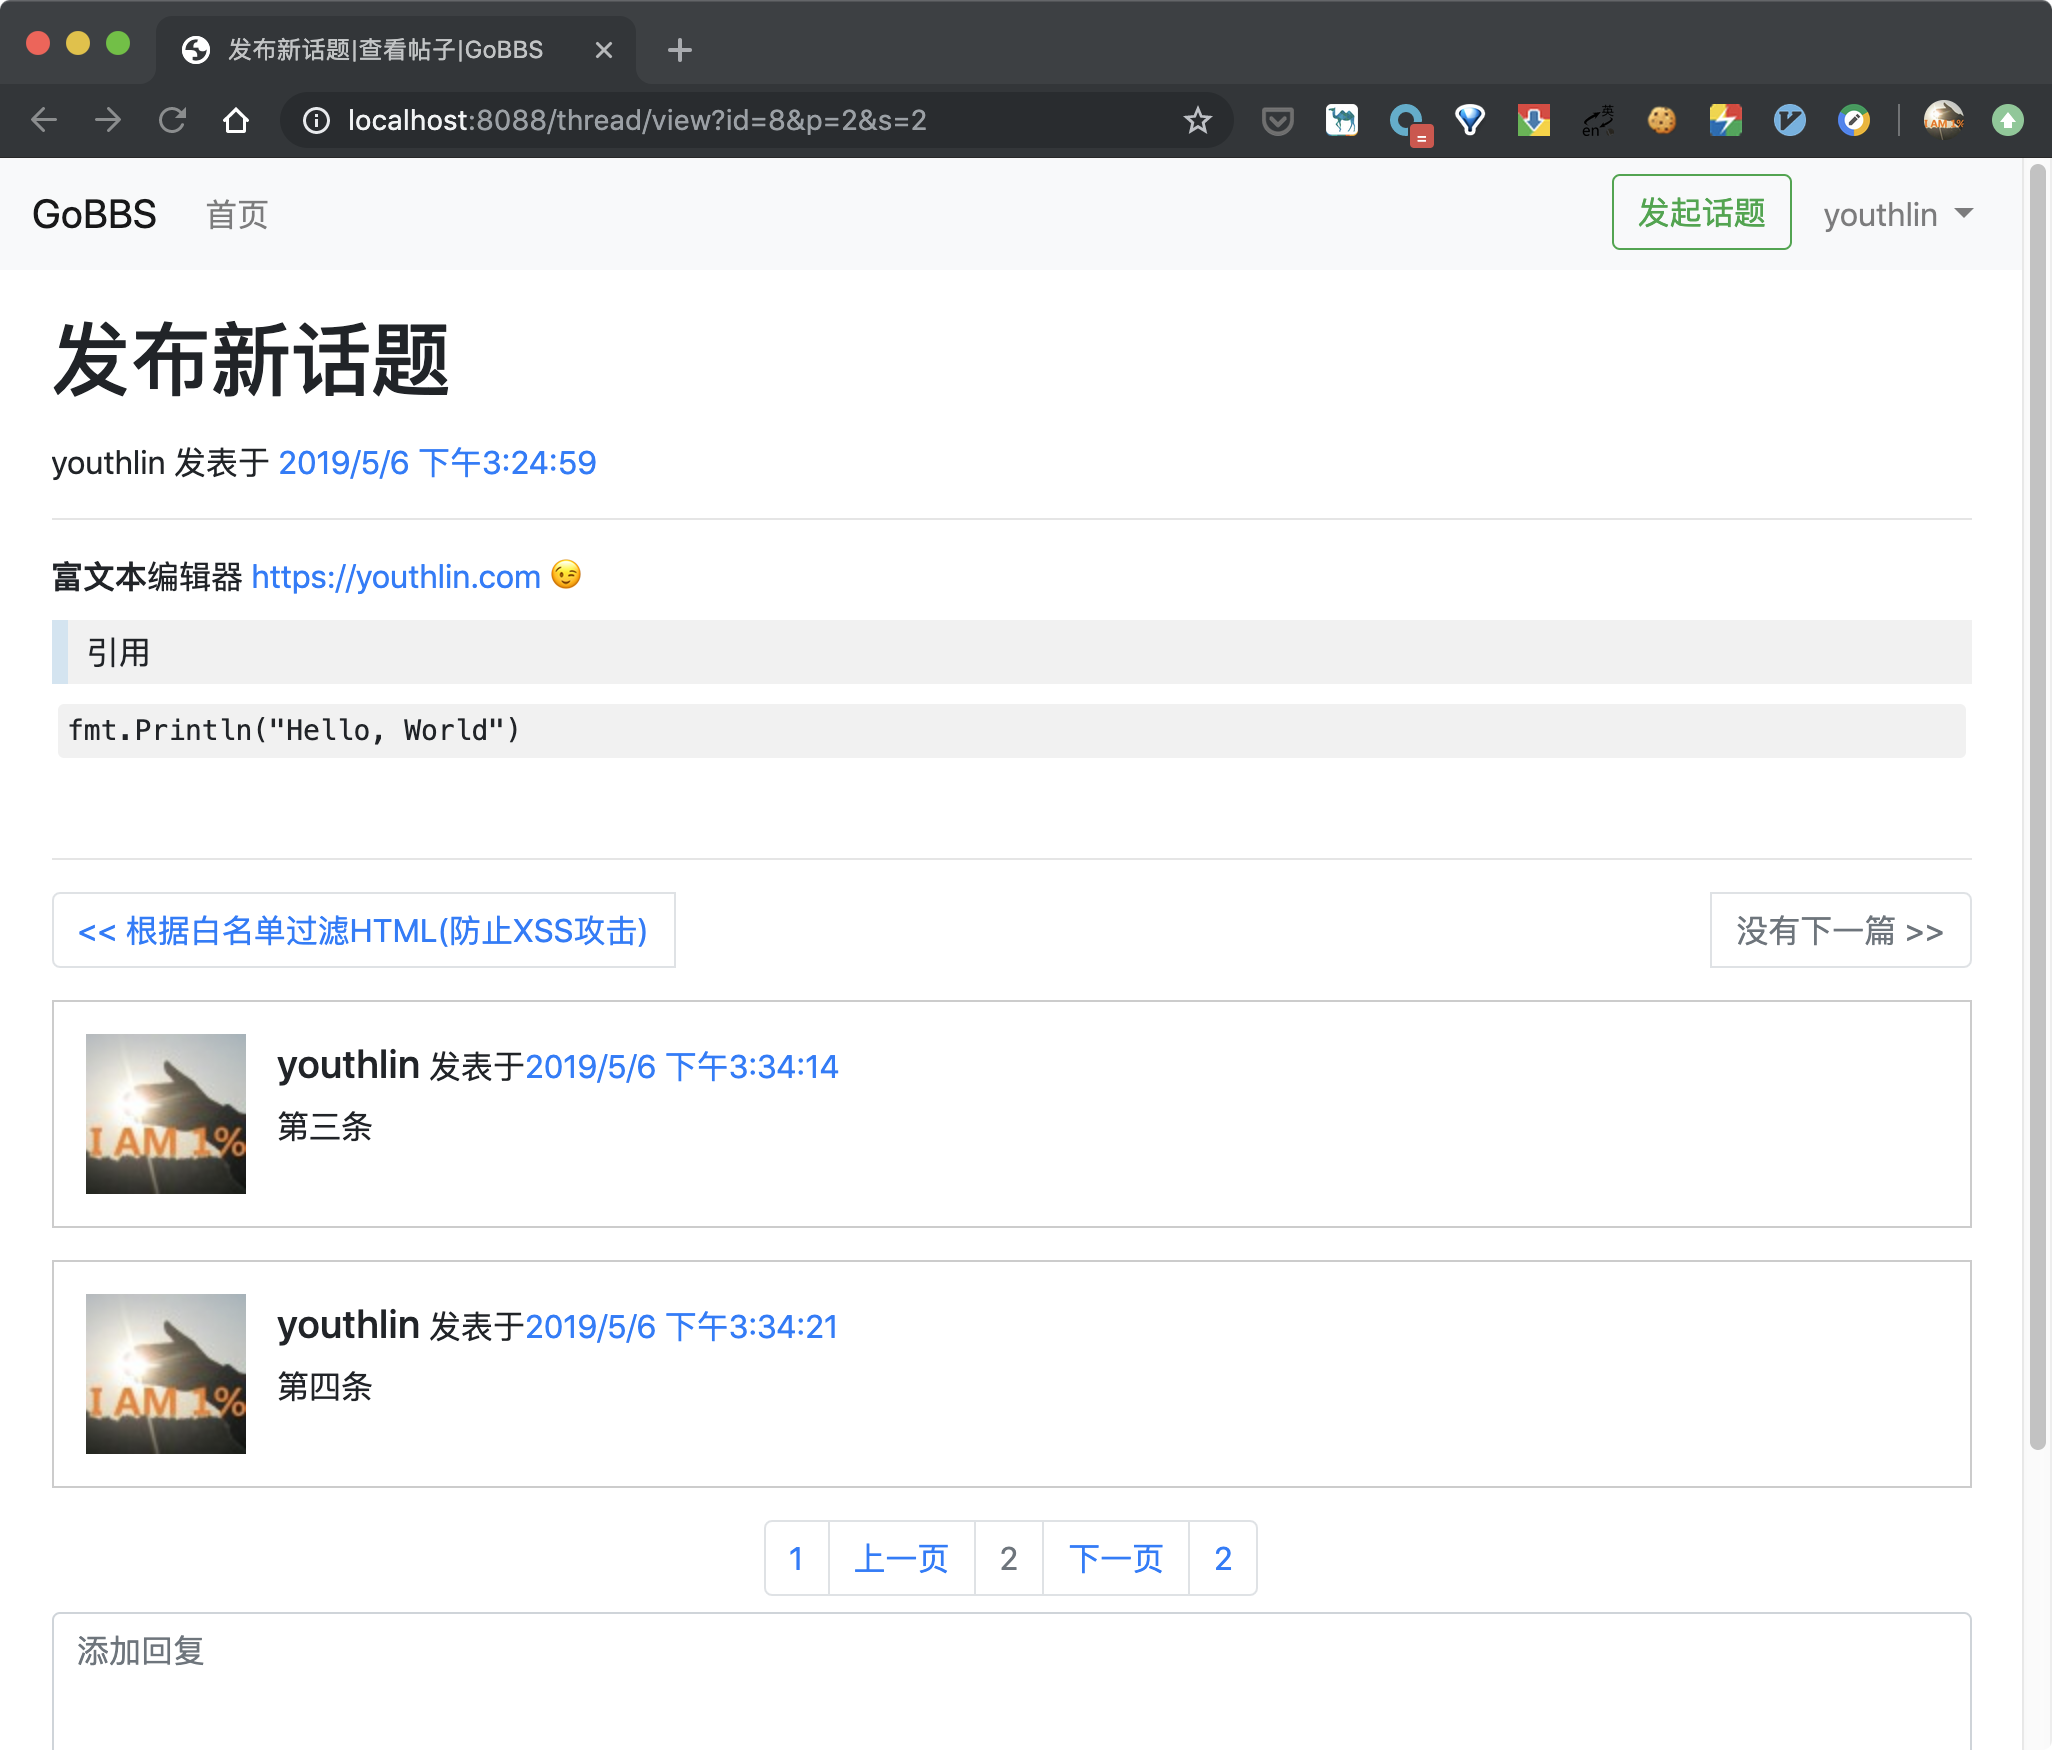 发布新话题|查看帖子|GoBBS
localhost:8088/thread/view?id=8&p=2&s=2
英
en
GoBBS 首页 发起话题 youthlin
发布新话题
youthlin 发表于 2019/5/6 下午3:24:59
富文本编辑器 https://youthlin.com 😉
引用
fmt.Println("Hello, World")
<< 根据白名单过滤HTML(防止XSS攻击) 没有下一篇 >>
youthlin 发表于2019/5/6 下午3:34:14
第三条
I AM 1%
youthlin 发表于2019/5/6 下午3:34:21
第四条
I AM 1%
1 上一页 2 下一页 2
添加回复